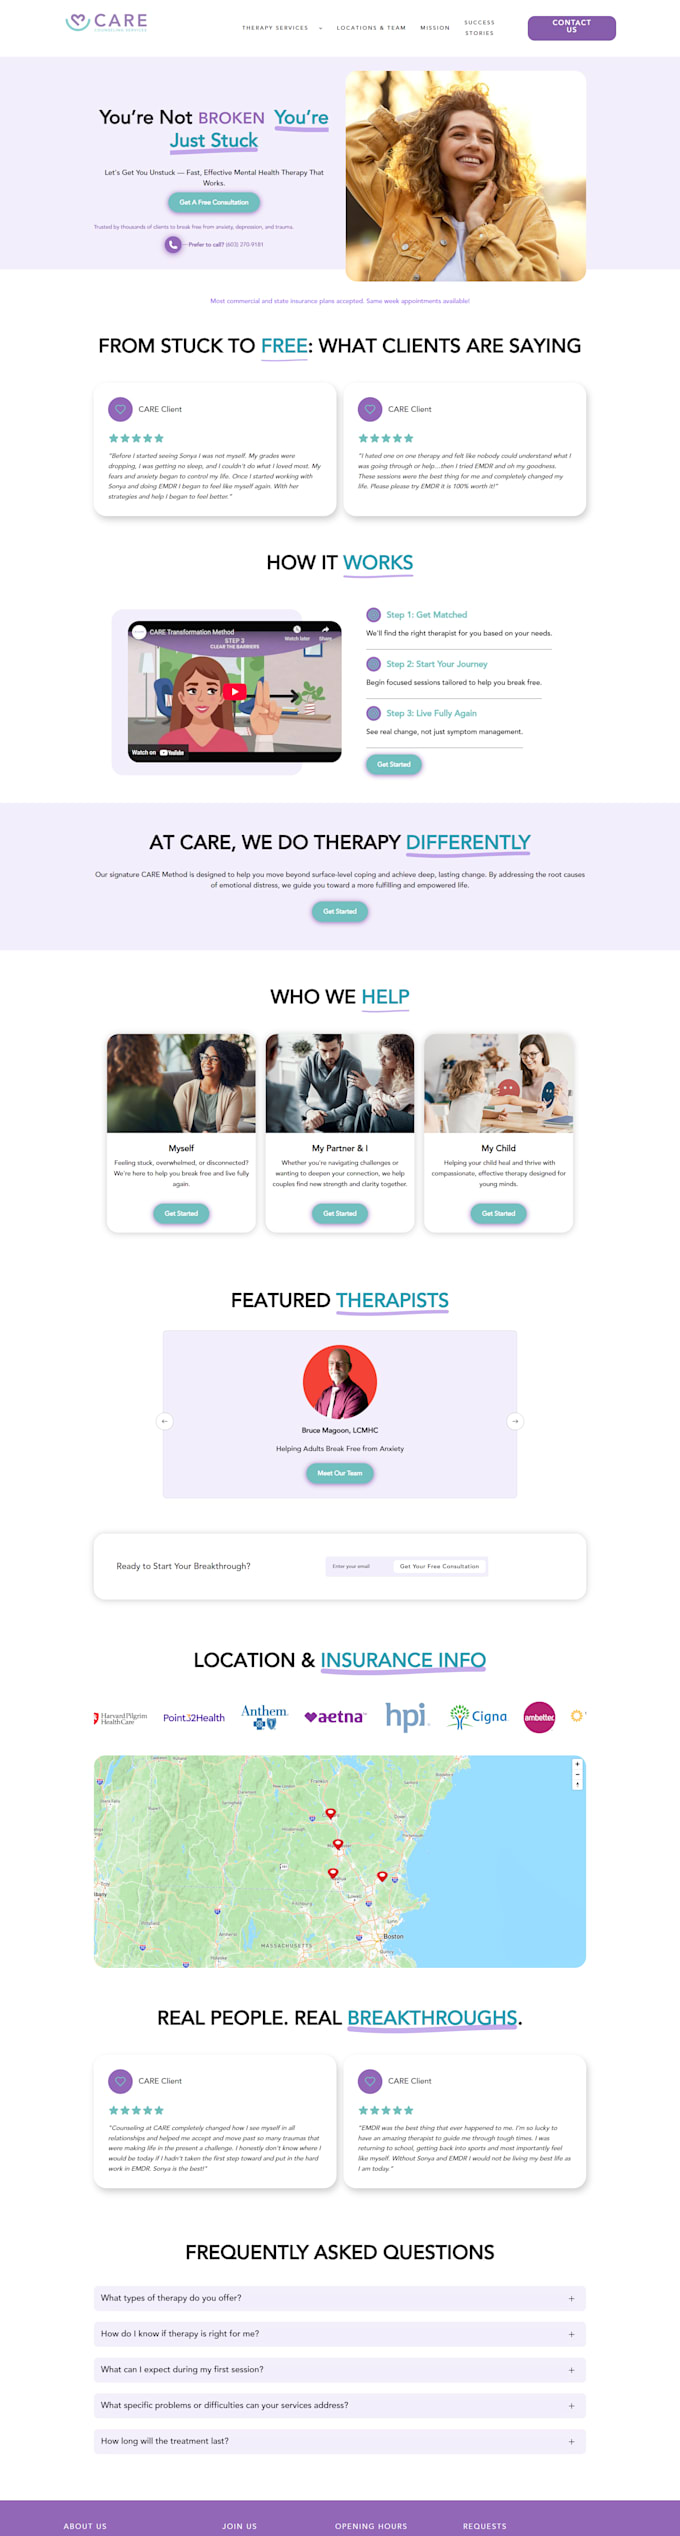 CARE
COUNSELING SERVICES
THERAPY SERVICES
LOCATIONS & TEAM
MISSION
SUCCESS
STORIES
CONTACT
US
You're Not BROKEN You're
Just Stuck
Let's Get You Unstuck — Fast, Effective Mental Health Therapy That
Works.
Get A Free Consultation
Trusted by thousands of clients to break free from anxiety, depression, and trauma.
Prefer to call? (603) 270-9181
Most commercial and state insurance plans accepted. Same week appointments available!
FROM STUCK TO FREE: WHAT CLIENTS ARE SAYING
CARE Client
"Before I started seeing Sonya I was not myself. My grades were
dropping, I was getting no sleep, and I couldn't do what I loved most. My
fears and anxiety began to control my life. Once I started working with
Sonya and doing EMDR I began to feel like myself again. With her
strategies and help I began to feel better."
CARE Client
"I hated one on one therapy and felt like nobody could understand what I
was going through or help...then I tried EMDR and oh my goodness.
These sessions were the best thing for me and completely changed my
life. Please please try EMDR it is 100% worth it!"
HOW IT WORKS
CARE Transformation Method
STEP 3
CLEAR THE BARRIERS
Watch later
Share
Watch on YouTube
Step 1: Get Matched
We'll find the right therapist for you based on your needs.
Step 2: Start Your Journey
Begin focused sessions tailored to help you break free.
Step 3: Live Fully Again
See real change, not just symptom management.
Get Started
AT CARE, WE DO THERAPY DIFFERENTLY
Our signature CARE Method is designed to help you move beyond surface-level coping and achieve deep, lasting change. By addressing the root causes
of emotional distress, we guide you toward a more fulfilling and empowered life.
Get Started
WHO WE HELP
Myself
Feeling stuck, overwhelmed, or disconnected?
We're here to help you break free and live fully
again.
Get Started
My Partner & I
Whether you're navigating challenges or
wanting to deepen your connection, we help
couples find new strength and clarity together.
Get Started
My Child
Helping your child heal and thrive with
compassionate, effective therapy designed for
young minds.
Get Started
FEATURED THERAPISTS
Bruce Magoon, LCMHC
Helping Adults Break Free from Anxiety
Meet Our Team
Ready to Start Your Breakthrough?
Enter your email
Get Your Free Consultation
LOCATION & INSURANCE INFO
Harvard Pilgrim
HealthCare
Point32Health
Anthem
aetna
hpi
Cigna
ambetter
Franklin
Dover
Portsmouth
Lowell
Fitchburg
Lynn
Boston
Quincy
Amherst
MASSACHUSETTS
REAL PEOPLE. REAL BREAKTHROUGHS.
CARE Client
"Counseling at CARE completely changed how I see myself in all
relationships and helped me accept and move past so many traumas that
were making life in the present a challenge. I honestly don't know where I
would be today if I hadn't taken the first step toward and put in the hard
work in EMDR. Sonya is the best!"
CARE Client
"EMDR was the best thing that ever happened to me. I'm so lucky to
have an amazing therapist to guide me through tough times. I was
returning to school, getting back into sports and most importantly feel
like myself. Without Sonya and EMDR I would not be living my best life as
I am today."
FREQUENTLY ASKED QUESTIONS
What types of therapy do you offer?
How do I know if therapy is right for me?
What can I expect during my first session?
What specific problems or difficulties can your services address?
How long will the treatment last?
ABOUT US
JOIN US
OPENING HOURS
REQUESTS